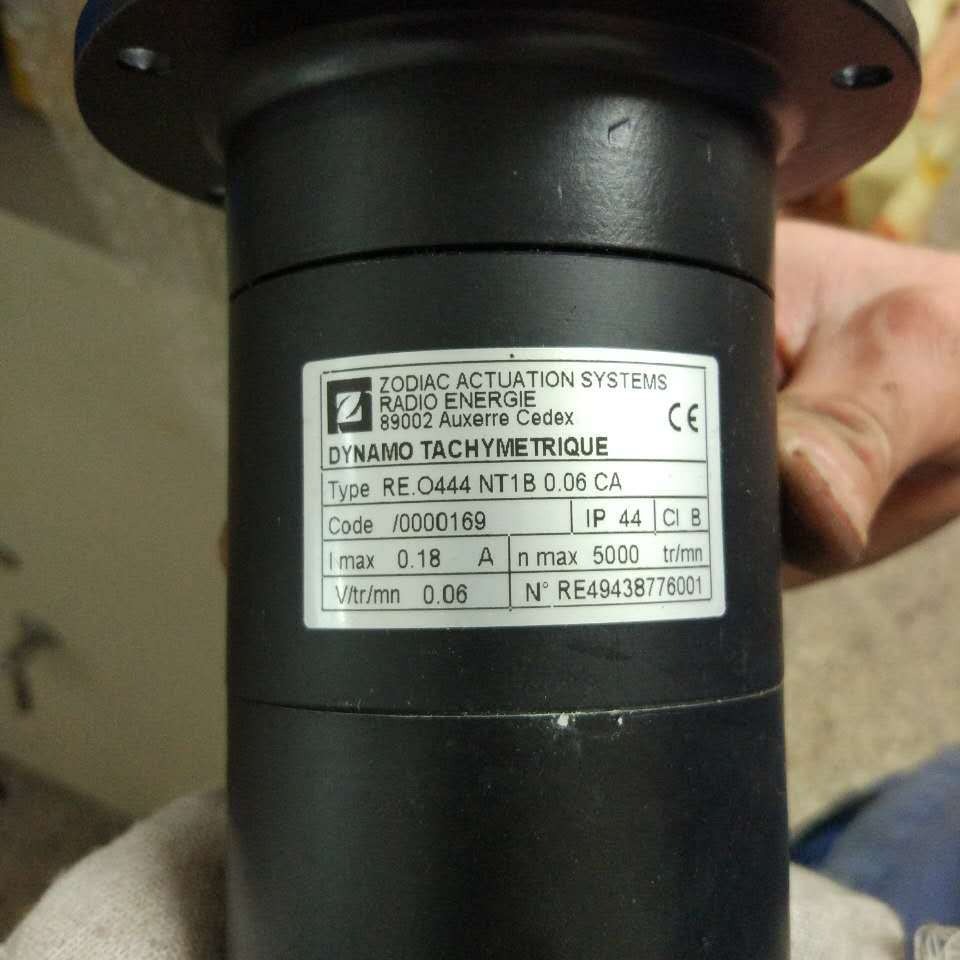 ZODIAC ACTUATION SYSTEMS
RADIO ENERGIE
89002 Auxerre Cedex
CE
DYNAMO TACHYMETRIQUE
Type RE.O444 NT1B 0.06 CA
Code /0000169 IP 44 Cl B
I max 0.18 A n max 5000 tr/mn
V/tr/mn 0.06 N° RE49438776001